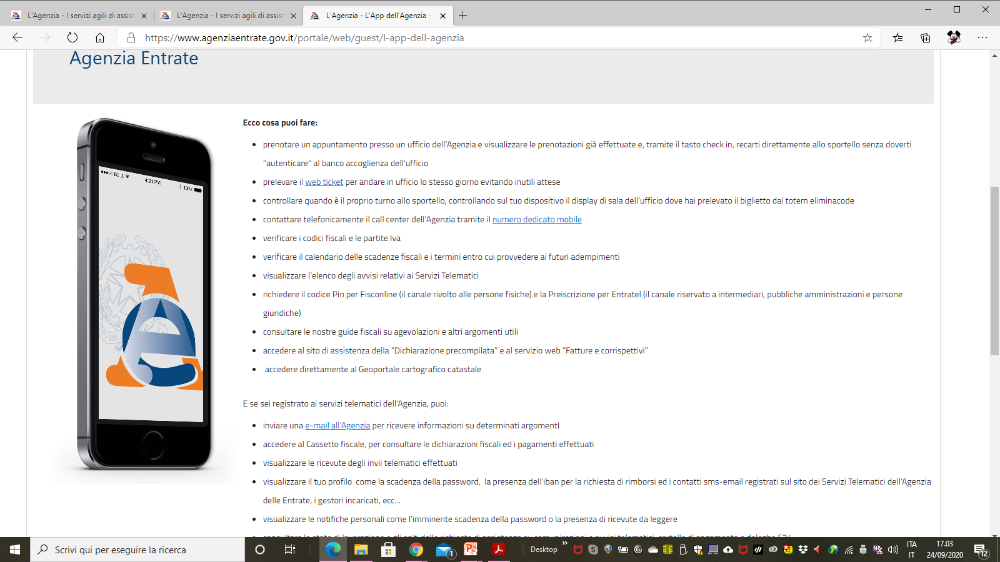 L'Agenzia - I servizi agili di assist
L'Agenzia - I servizi agili di assist
L'Agenzia - L'App dell'Agenzia -
https://www.agenziaentrate.gov.it/portale/web/guest/l-app-dell-agenzia
Agenzia Entrate
BELL
4:21 PM
100%
Ecco cosa puoi fare:
prenotare un appuntamento presso un ufficio dell’Agenzia e visualizzare le prenotazioni già effettuate e, tramite il tasto check in, recarti direttamente allo sportello senza doverti
"autenticare" al banco accoglienza dell'ufficio
prelevare il web ticket per andare in ufficio lo stesso giorno evitando inutili attese
controllare quando è il proprio turno allo sportello, controllando sul tuo dispositivo il display di sala dell’ufficio dove hai prelevato il biglietto dal totem eliminacode
contattare telefonicamente il call center dell’Agenzia tramite il numero dedicato mobile
verificare i codici fiscali e le partite Iva
verificare il calendario delle scadenze fiscali e i termini entro cui provvedere ai futuri adempimenti
visualizzare l’elenco degli avvisi relativi ai Servizi Telematici
richiedere il codice Pin per Fisconline (il canale rivolto alle persone fisiche) e la Preiscrizione per Entratel (il canale riservato a intermediari, pubbliche amministrazioni e persone
giuridiche)
consultare le nostre guide fiscali su agevolazioni e altri argomenti utili
accedere al sito di assistenza della “Dichiarazione precompilata” e al servizio web “Fatture e corrispettivi”
accedere direttamente al Geoportale cartografico catastale
E se sei registrato ai servizi telematici dell'Agenzia, puoi:
inviare una e-mail all'Agenzia per ricevere informazioni su determinati argomentI
accedere al Cassetto fiscale, per consultare le dichiarazioni fiscali ed i pagamenti effettuati
visualizzare le ricevute degli invii telematici effettuati
visualizzare il tuo profilo come la scadenza della password, la presenza dell'iban per la richiesta di rimborsi ed i contatti sms-email registrati sul sito dei Servizi Telematici dell'Agenzia
delle Entrate, i gestori incaricati, ecc...
visualizzare le notifiche personali come l’imminente scadenza della password o la presenza di ricevute da leggere
Scrivi qui per eseguire la ricerca
1
Desktop
ITA
IT
17.03
24/09/2020
12